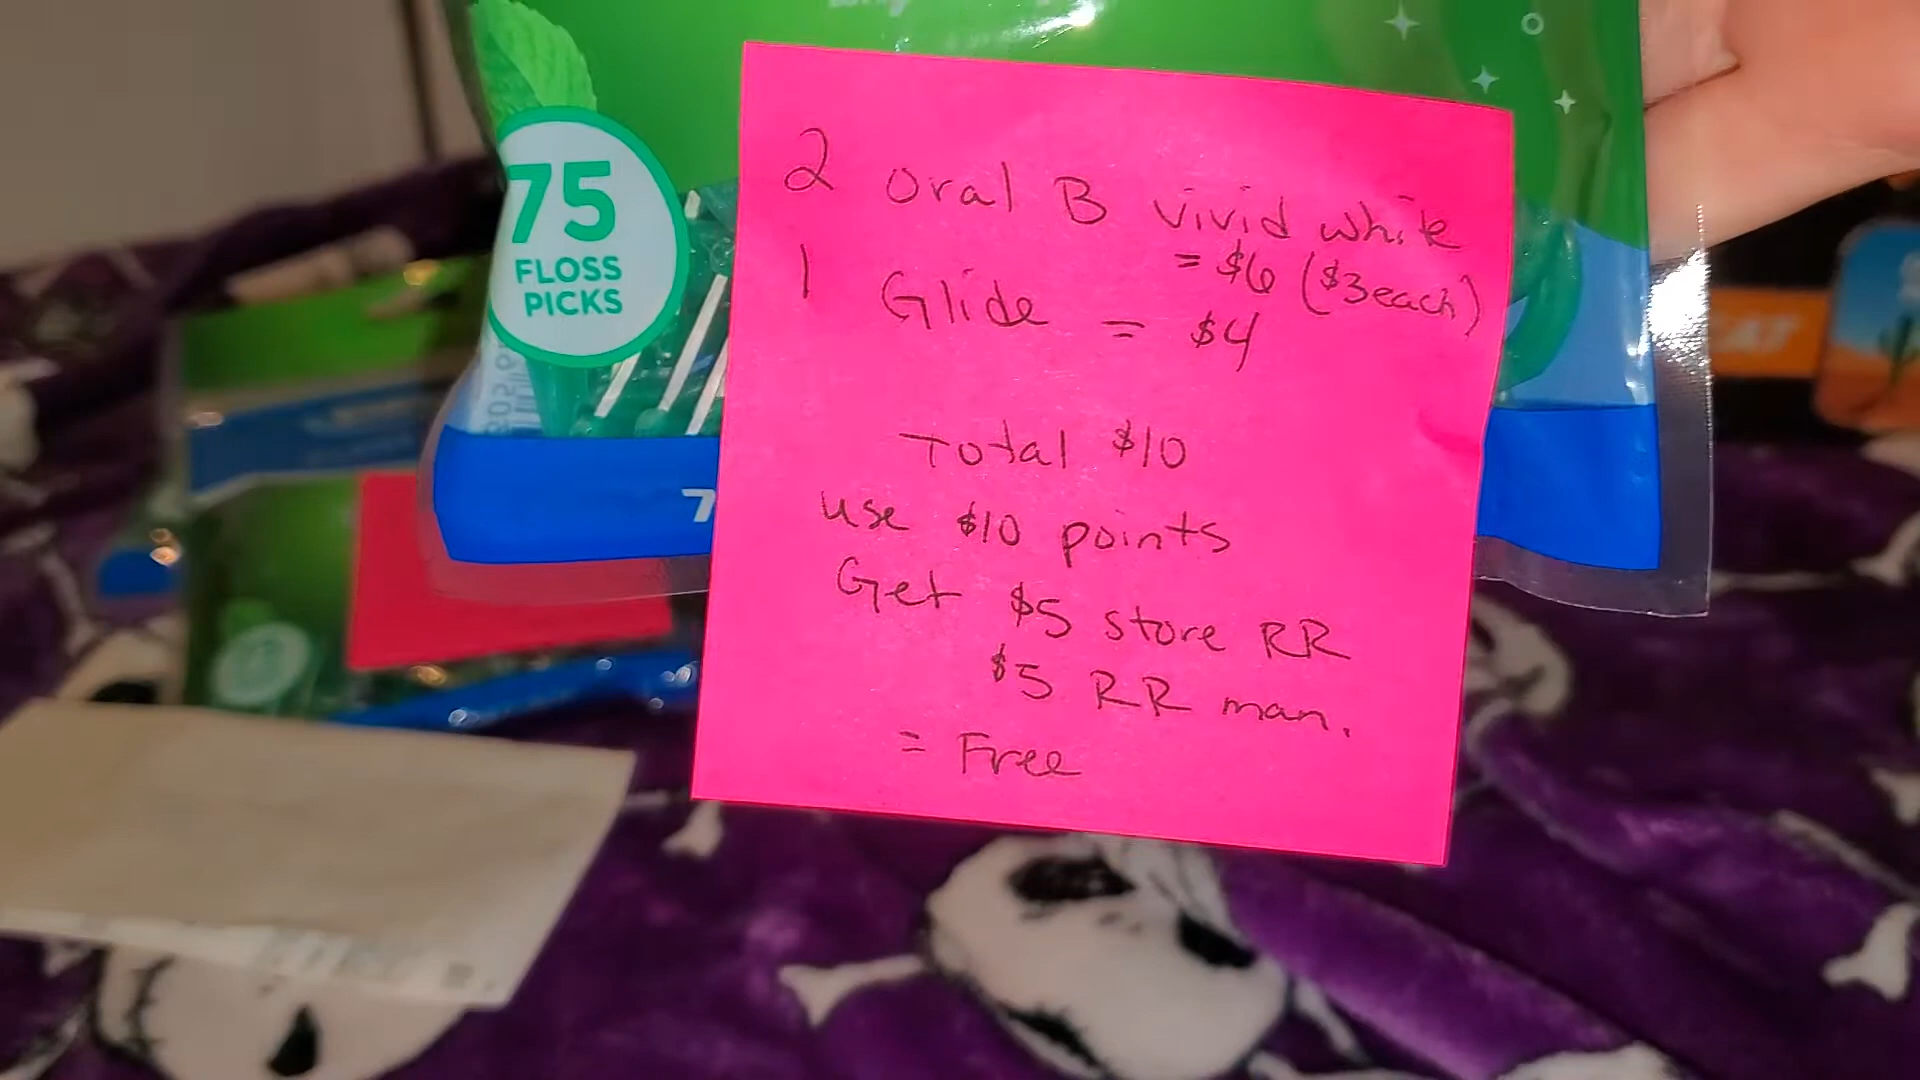 75
FLOSS
PICKS
7
2 Oral B vivid white
= $6 ($3 each)
1 Glide = $4
Total $10
use $10 points
Get $5 store RR
$5 RR man.
= Free